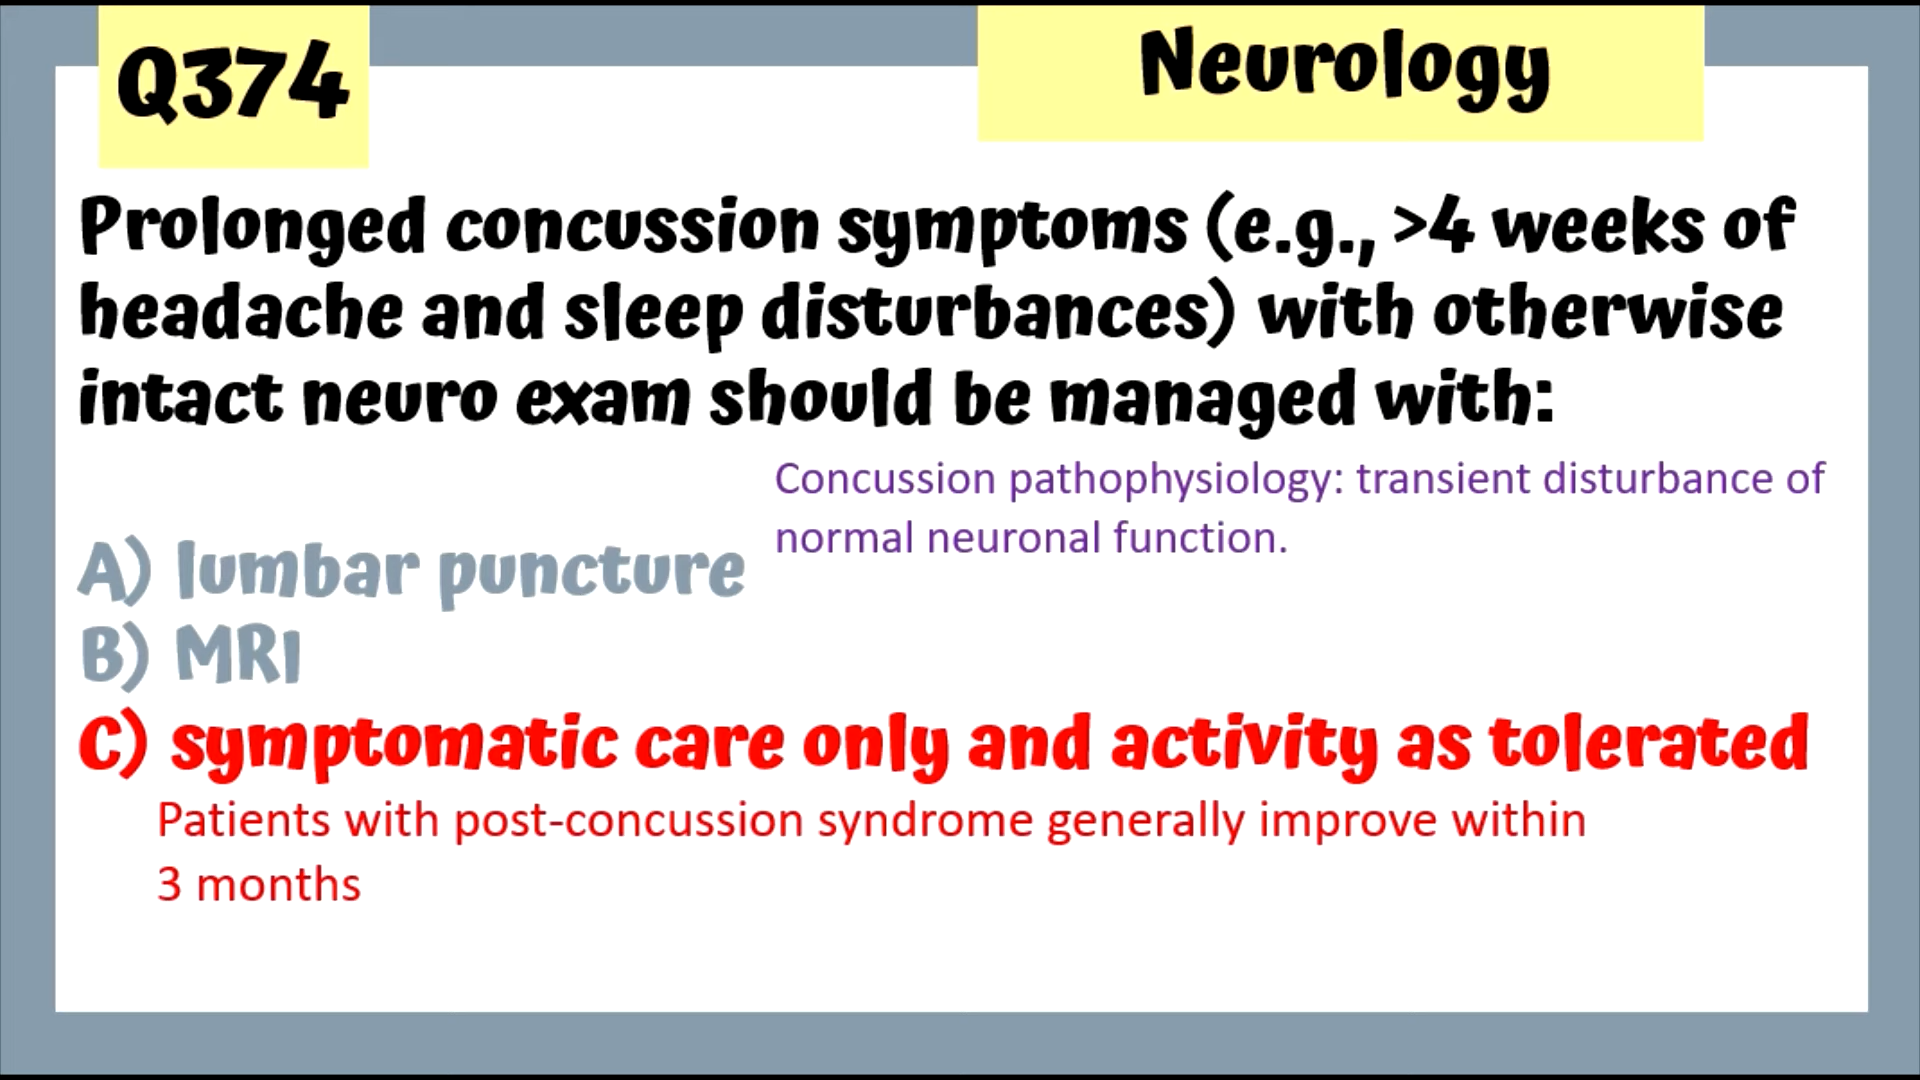 Q374
Neurology
Prolonged concussion symptoms (e.g., >4 weeks of
headache and sleep disturbances) with otherwise
intact neuro exam should be managed with:
Concussion pathophysiology: transient disturbance of
normal neuronal function.
A) lumbar puncture
B) MRI
C) symptomatic care only and activity as tolerated
Patients with post-concussion syndrome generally improve within
3 months